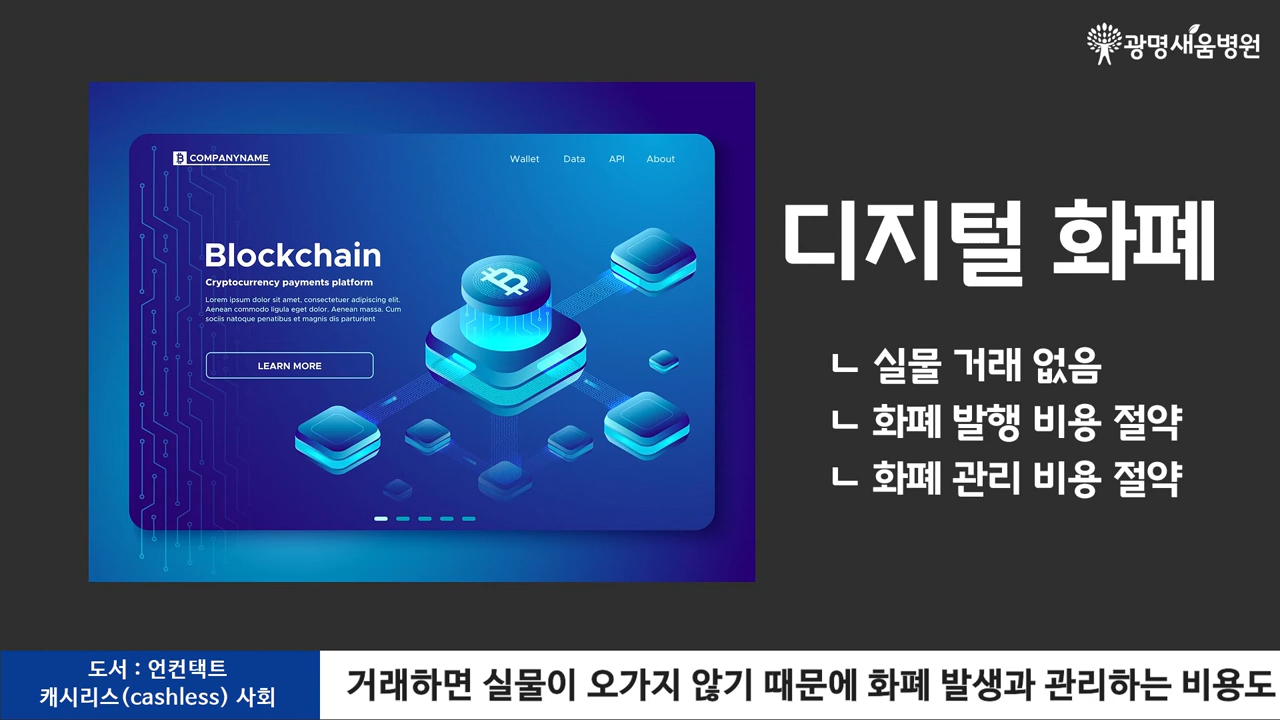 광명새움병원
COMPANYNAME
Wallet Data API About
Blockchain
Cryptocurrency payments platform
Lorem ipsum dolor sit amet, consectetuer adipiscing elit.
Aenean commodo ligula eget dolor. Aenean massa. Cum
sociis natoque penatibus et magnis dis parturient
LEARN MORE
디지털 화폐
ㄴ 실물 거래 없음
ㄴ 화폐 발행 비용 절약
ㄴ 화폐 관리 비용 절약
도서 : 언컨택트
캐시리스(cashless) 사회
거래하면 실물이 오가지 않기 때문에 화폐 발생과 관리하는 비용도